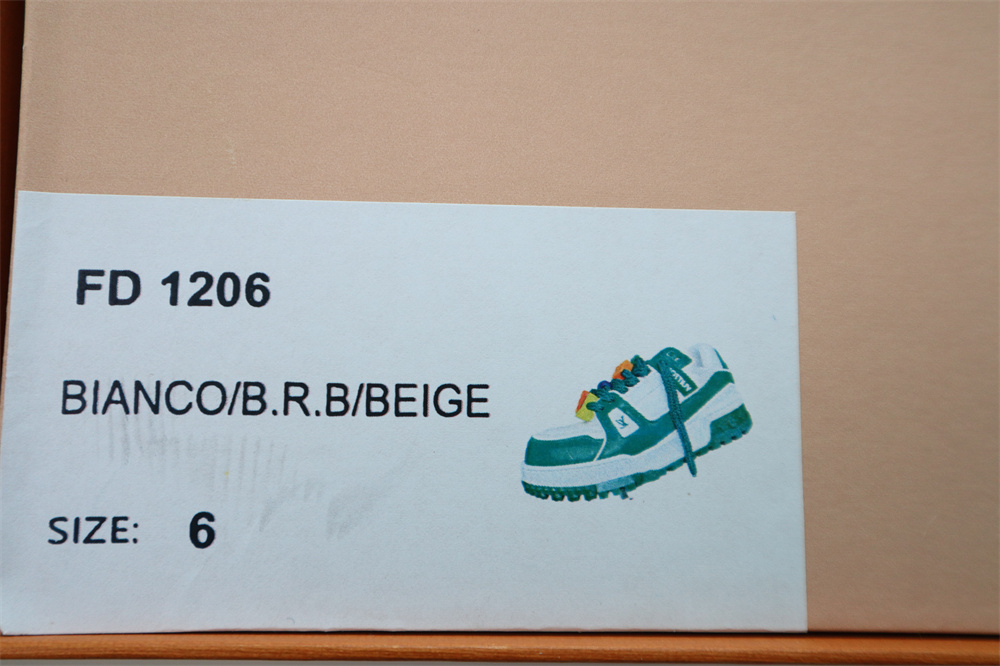 FD 1206
BIANCO/B.R.B/BEIGE
SIZE: 6